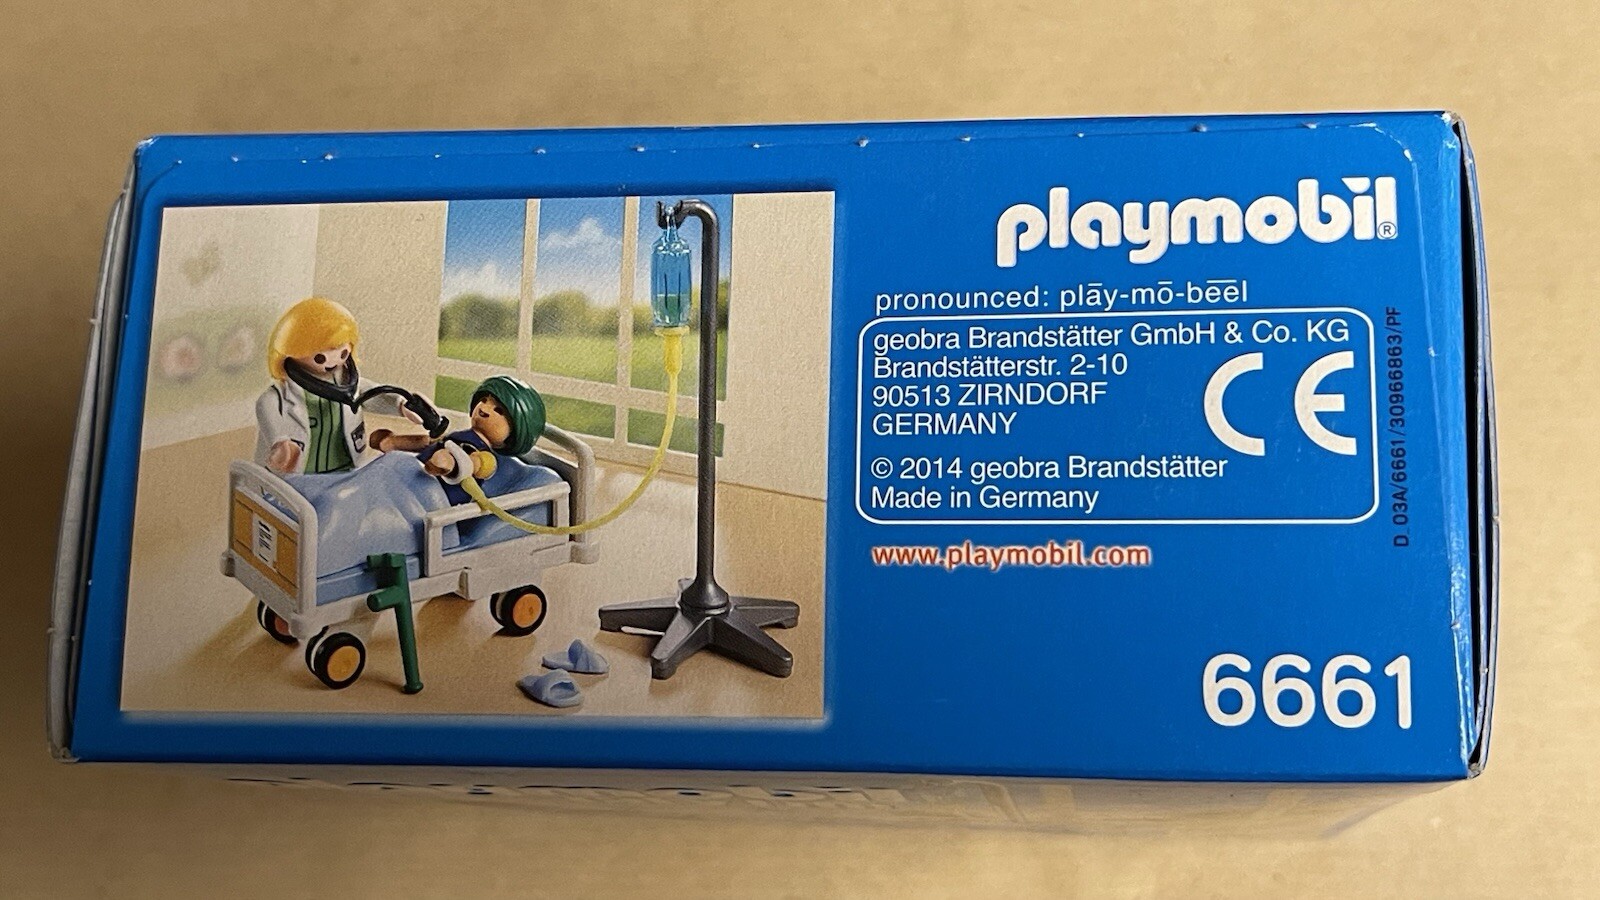 playmobil®
pronounced: plāy-mō-bēēl
geobra Brandstätter GmbH & Co. KG
Brandstätterstr. 2-10
90513 ZIRNDORF
GERMANY
CE
© 2014 geobra Brandstätter
Made in Germany
www.playmobil.com
6661
D_03A/6661/30966863/PF